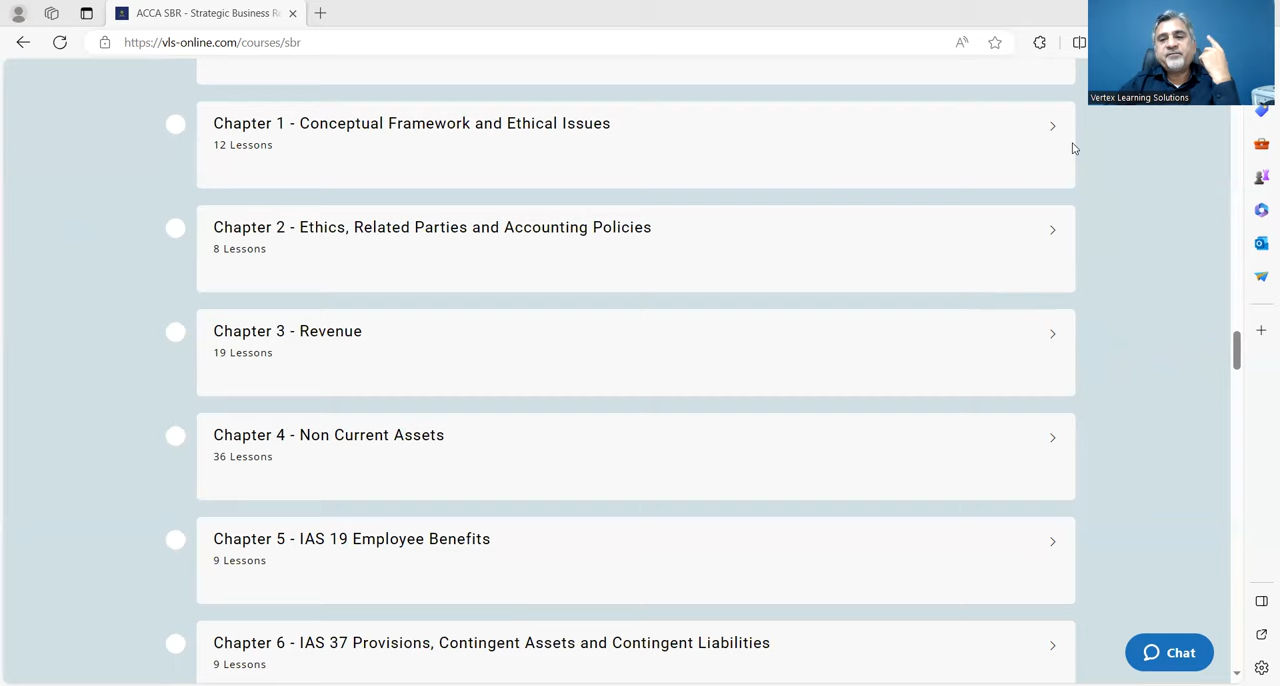 ACCA SBR - Strategic Business Re
https://vls-online.com/courses/sbr
Vertex Learning Solutions
Chapter 1 - Conceptual Framework and Ethical Issues
12 Lessons
Chapter 2 - Ethics, Related Parties and Accounting Policies
8 Lessons
Chapter 3 - Revenue
19 Lessons
Chapter 4 - Non Current Assets
36 Lessons
Chapter 5 - IAS 19 Employee Benefits
9 Lessons
Chapter 6 - IAS 37 Provisions, Contingent Assets and Contingent Liabilities
9 Lessons
Chat